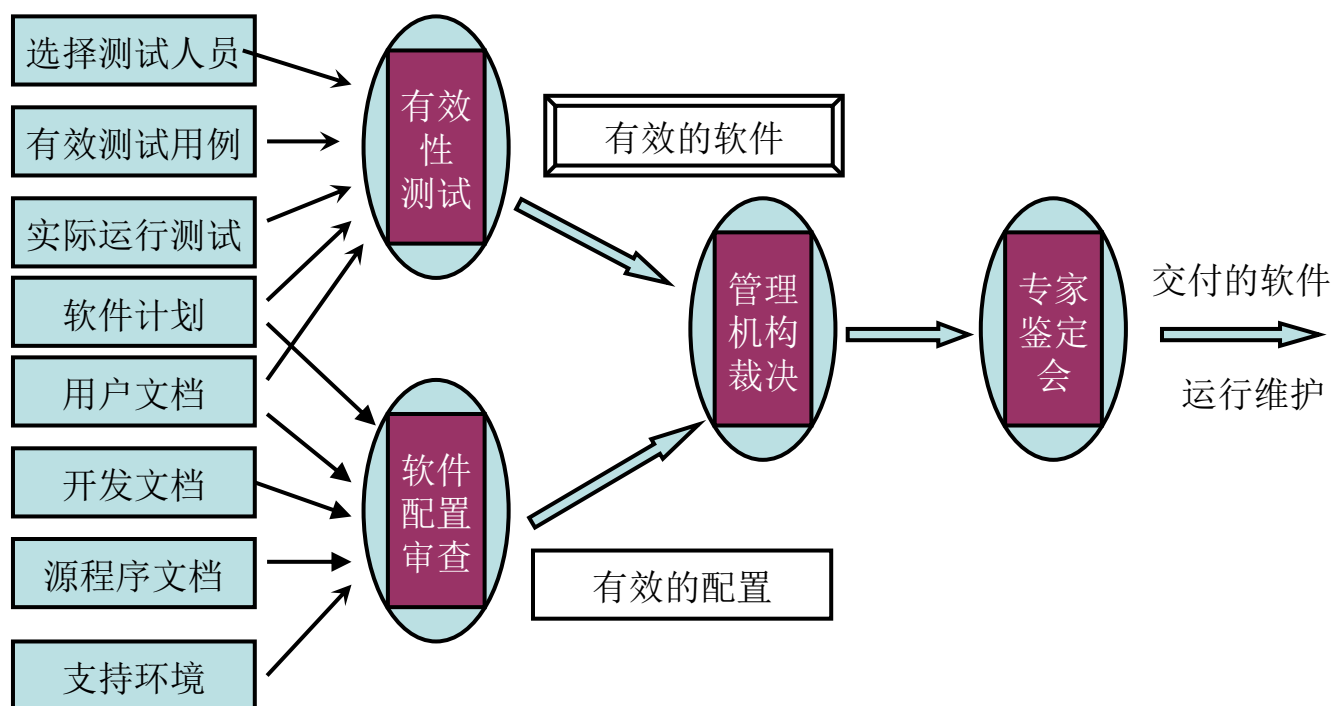 选择测试人员
有效测试用例
实际运行测试
软件计划
用户文档
开发文档
源程序文档
支持环境
有效
性
测试
软件
配置
审查
有效的软件
有效的配置
管理
机构
裁决
专家
鉴定
会
交付的软件
运行维护